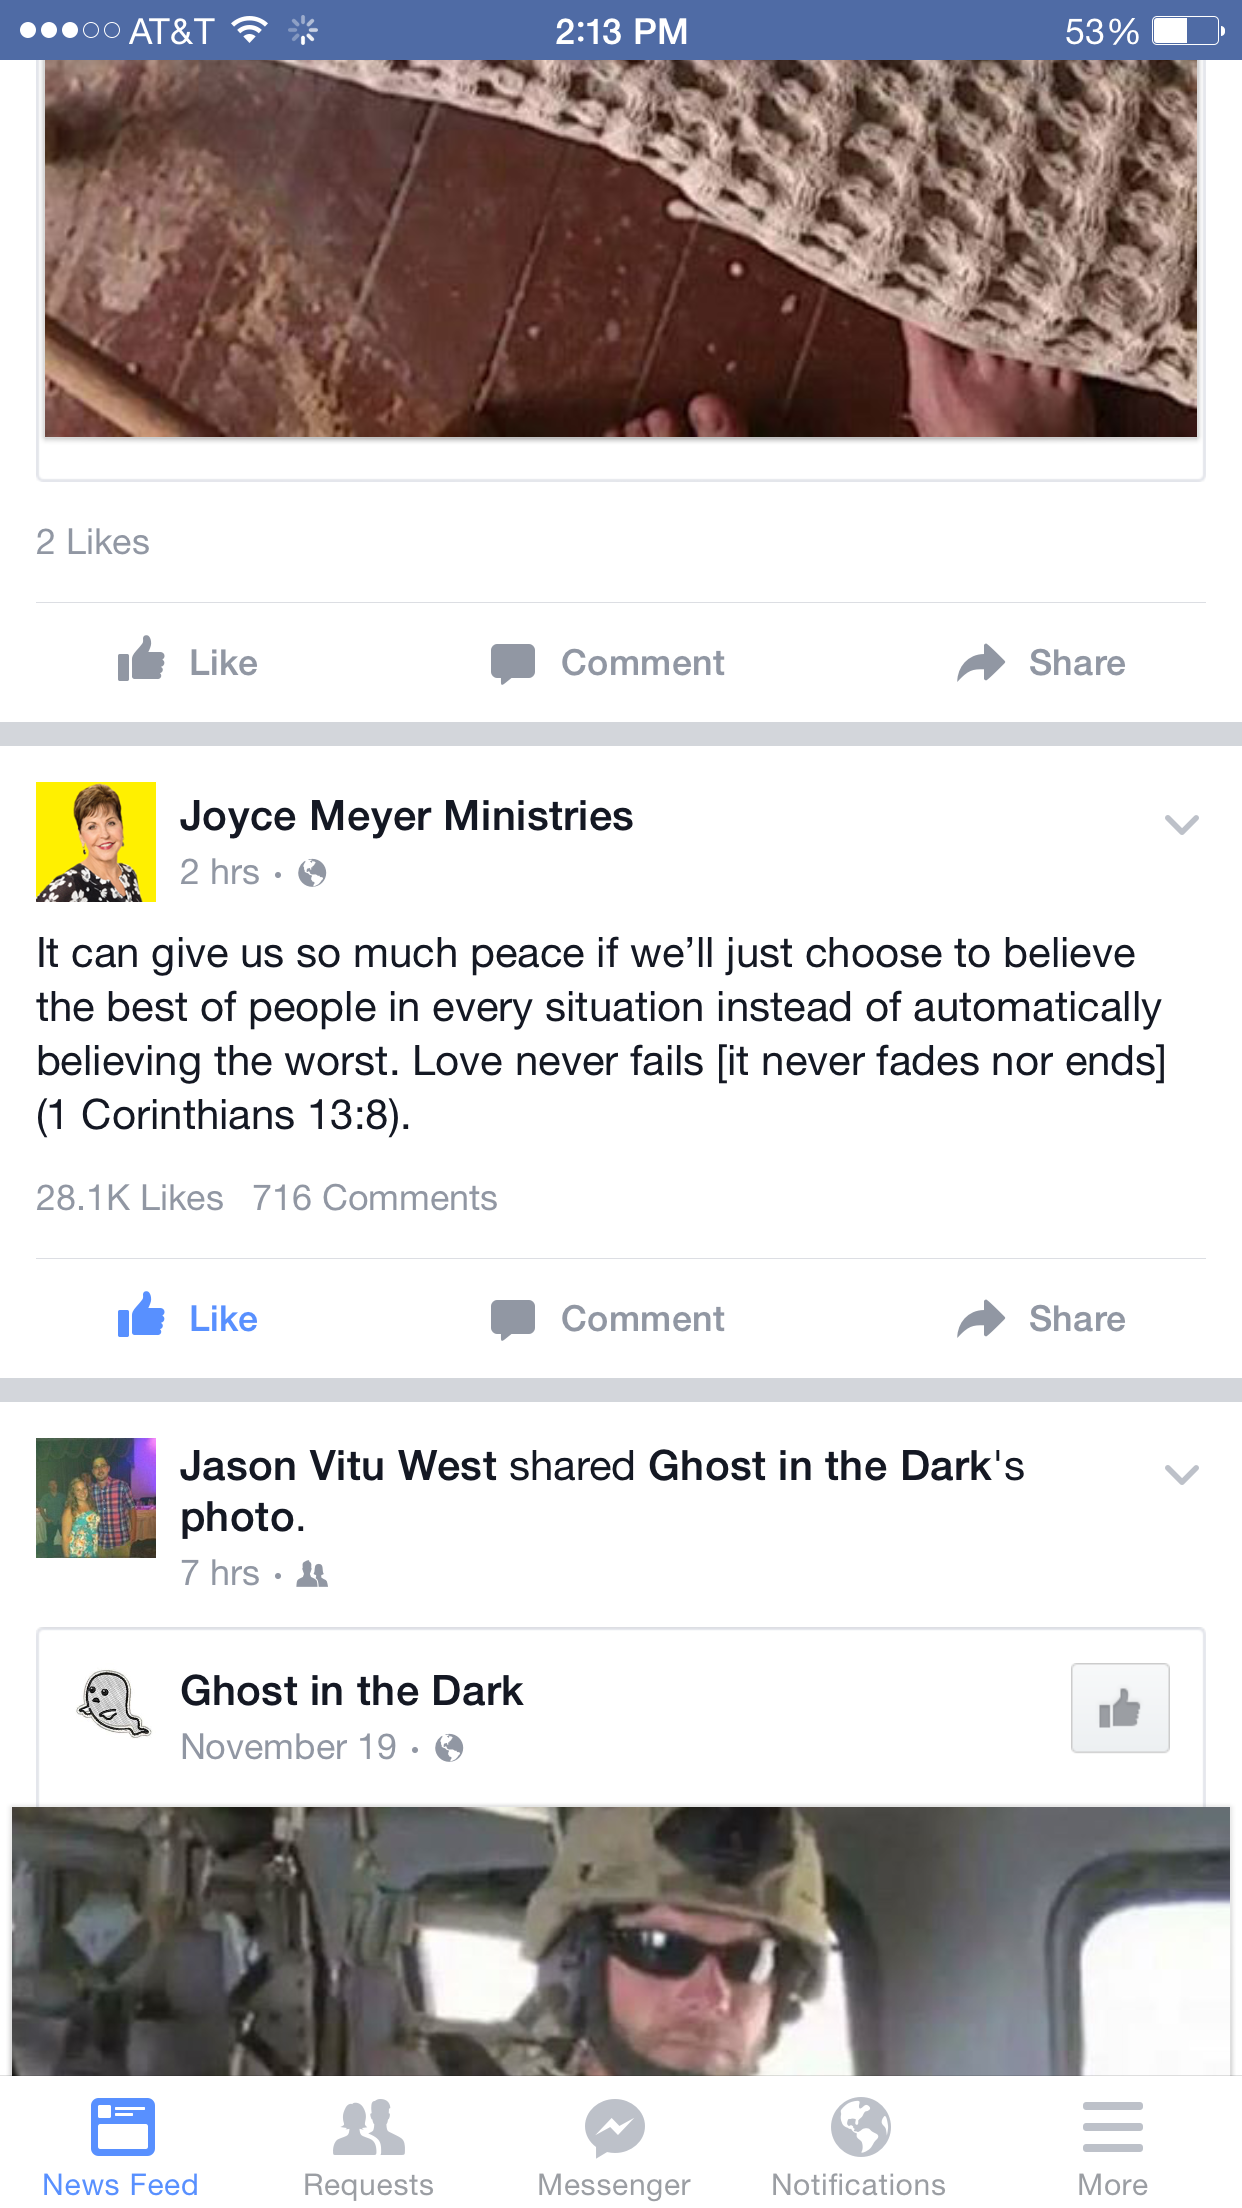 AT&T 2:13 PM 53%
2 Likes
Like Comment Share
Joyce Meyer Ministries
2 hrs ·
It can give us so much peace if we’ll just choose to believe
the best of people in every situation instead of automatically
believing the worst. Love never fails [it never fades nor ends]
(1 Corinthians 13:8).
28.1K Likes 716 Comments
Like Comment Share
Jason Vitu West shared Ghost in the Dark's
photo.
7 hrs ·
Ghost in the Dark
November 19 ·
News Feed Requests Messenger Notifications More